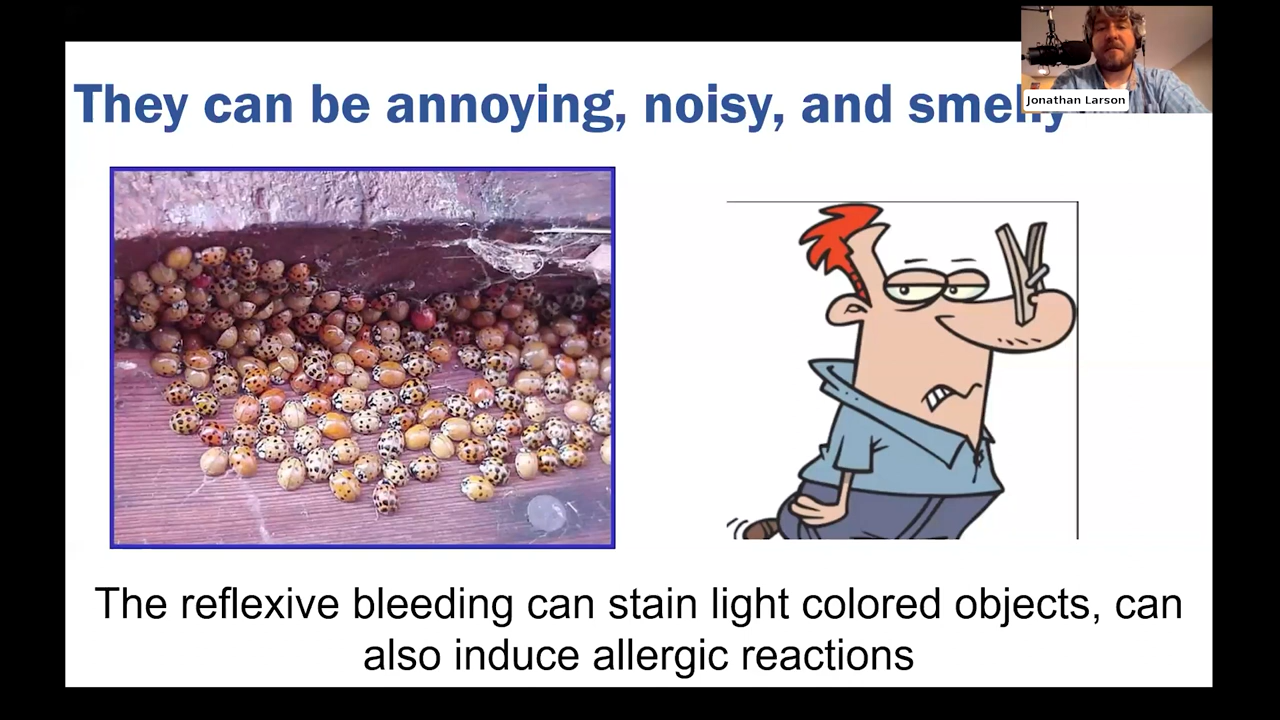 They can be annoying, noisy, and smelly
Jonathan Larson
The reflexive bleeding can stain light colored objects, can
also induce allergic reactions